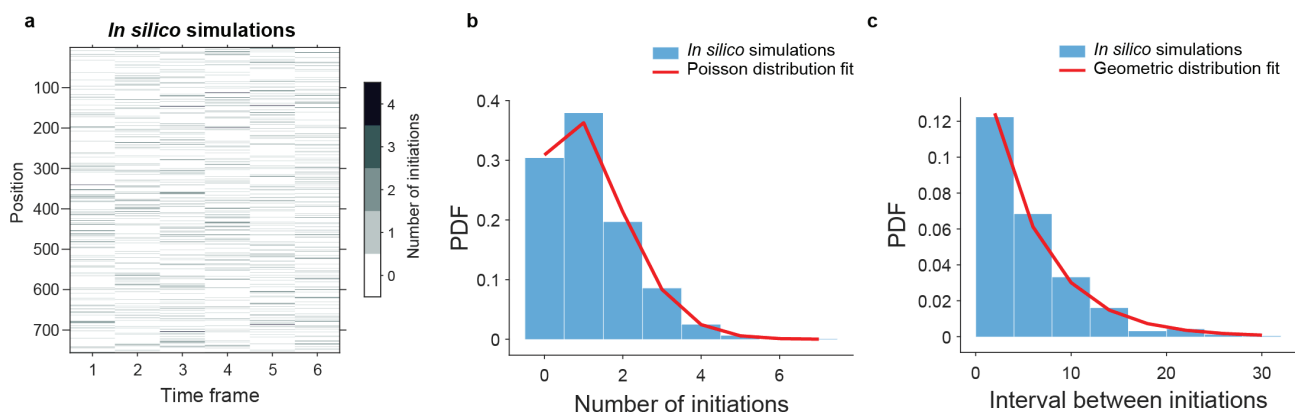 a
In silico simulations
100
200
300
400
500
600
700
Position
1 2 3 4 5 6
Time frame
4
3
2
1
0
Number of initiations
b
In silico simulations
Poisson distribution fit
0.4
0.3
0.2
0.1
0
PDF
0 2 4 6
Number of initiations
c
In silico simulations
Geometric distribution fit
0.12
0.1
0.08
0.06
0.04
0.02
0
PDF
0 10 20 30
Interval between initiations